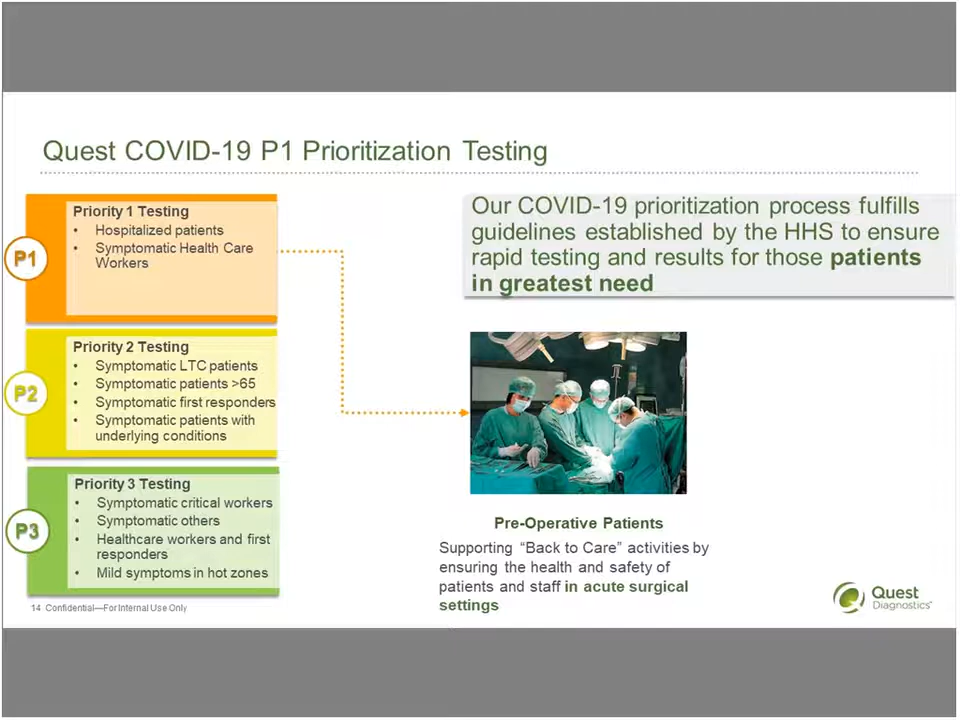 Quest COVID-19 P1 Prioritization Testing
P1
Priority 1 Testing
• Hospitalized patients
• Symptomatic Health Care
Workers
P2
Priority 2 Testing
• Symptomatic LTC patients
• Symptomatic patients >65
• Symptomatic first responders
• Symptomatic patients with
underlying conditions
P3
Priority 3 Testing
• Symptomatic critical workers
• Symptomatic others
• Healthcare workers and first
responders
• Mild symptoms in hot zones
Our COVID-19 prioritization process fulfills
guidelines established by the HHS to ensure
rapid testing and results for those patients
in greatest need
Pre-Operative Patients
Supporting “Back to Care” activities by
ensuring the health and safety of
patients and staff in acute surgical
settings
14 Confidential—For Internal Use Only
Quest
Diagnostics™